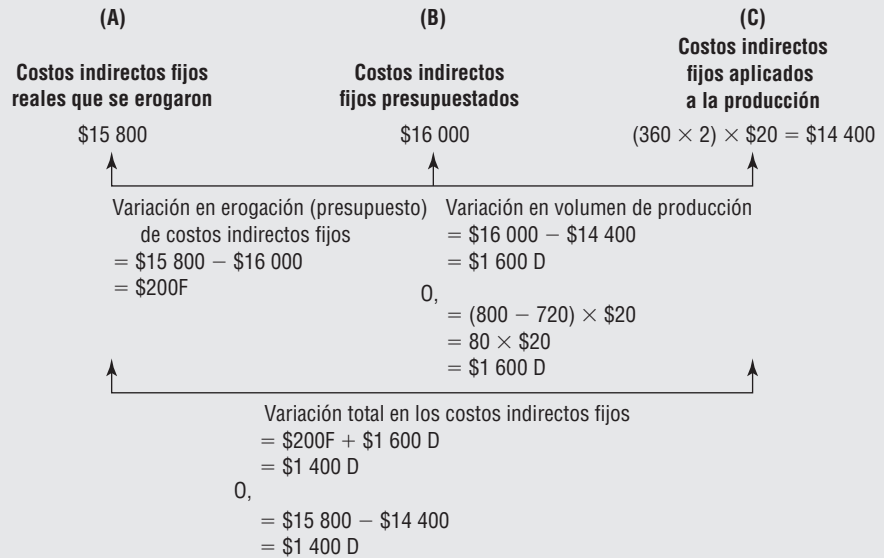 (A)
(B)
(C)
Costos indirectos fijos
reales que se erogaron
Costos indirectos
fijos presupuestados
Costos indirectos
fijos aplicados
a la producción
$15 800
$16 000
(360 × 2) × $20 = $14 400
Variación en erogación (presupuesto)
de costos indirectos fijos
= $15 800 − $16 000
= $200F
Variación en volumen de producción
= $16 000 − $14 400
= $1 600 D
O,
= (800 − 720) × $20
= 80 × $20
= $1 600 D
Variación total en los costos indirectos fijos
= $200F + $1 600 D
= $1 400 D
O,
= $15 800 − $14 400
= $1 400 D